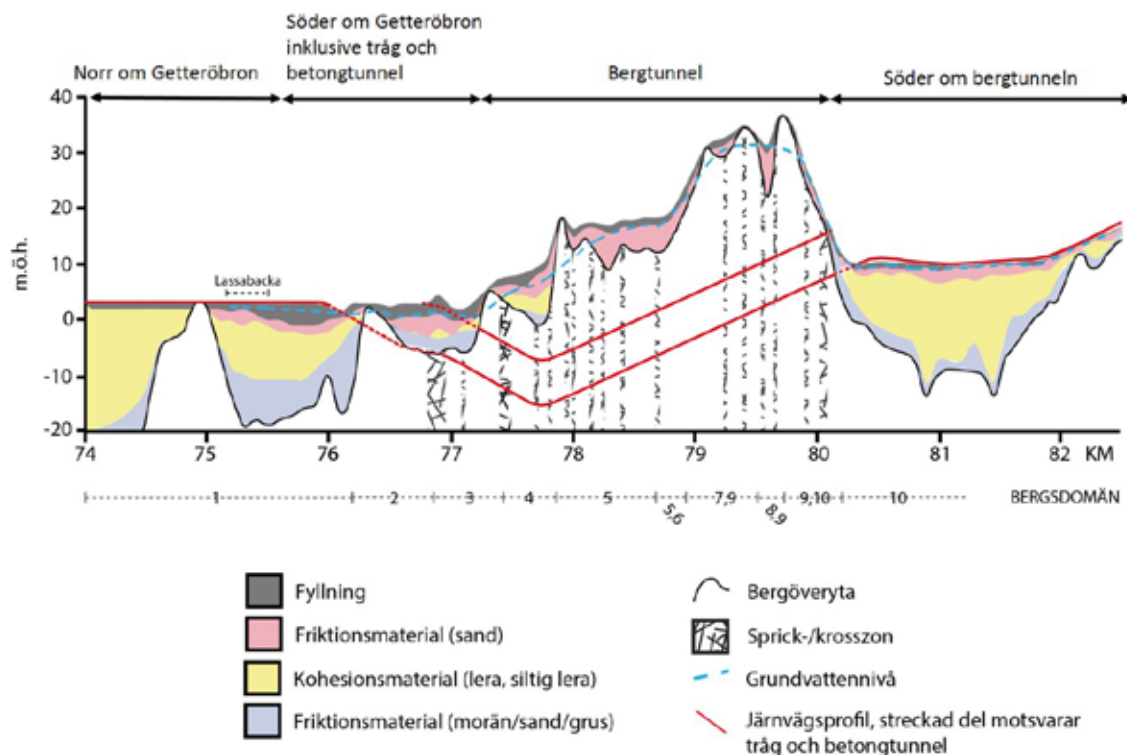 Söder om Getteröbron
inklusive tråg och
betongtunnel
Norr om Getteröbron
Bergtunnel
Söder om bergtunneln
40
30
20
10
0
-10
-20
m.ö.h.
Lassabacka
74 75 76 77 78 79 80 81 82 KM
1 2 3 4 5 5,6 7,9 8,9 9,10 10 BERGSDOMÄN
Fyllning
Friktionsmaterial (sand)
Kohesionsmaterial (lera, siltig lera)
Friktionsmaterial (morän/sand/grus)
Bergöveryta
Sprick-/krosszon
Grundvattennivå
Järnvägsprofil, streckad del motsvarar
tråg och betongtunnel